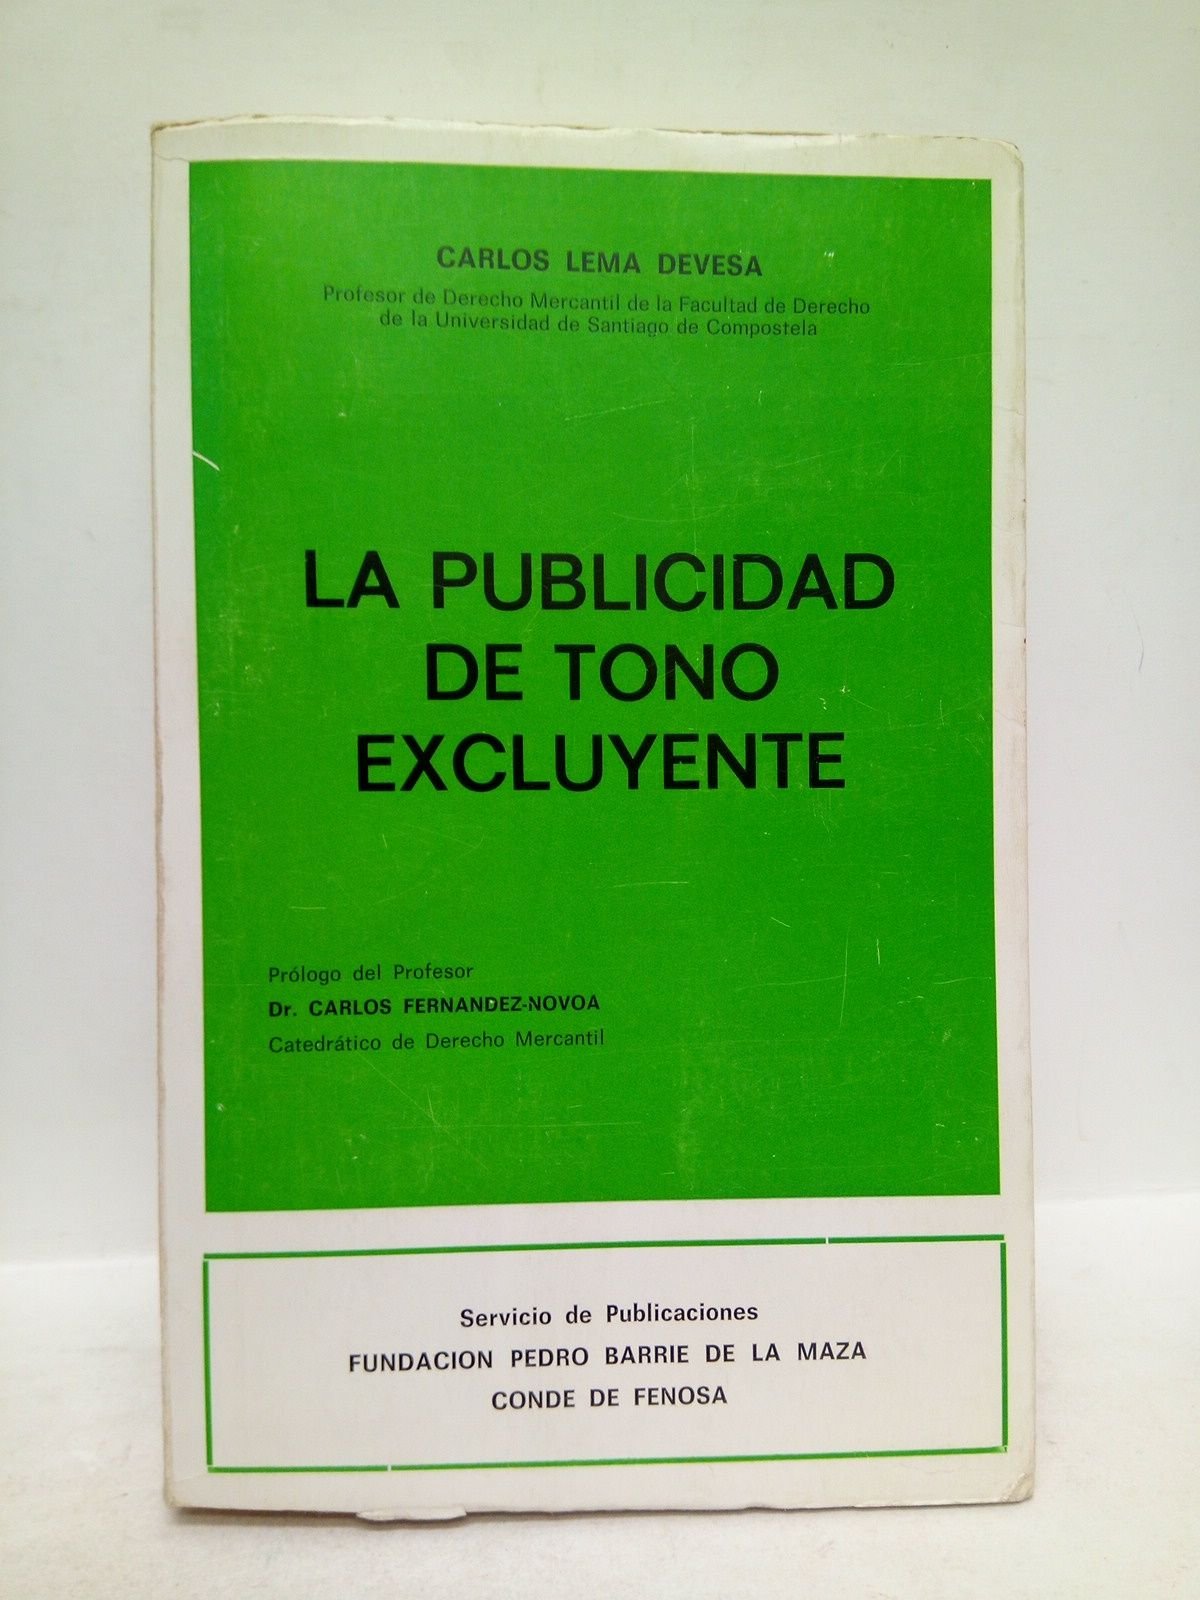 CARLOS LEMA DEVESA
Profesor de Derecho Mercantil de la Facultad de Derecho
de la Universidad de Santiago de Compostela
LA PUBLICIDAD
DE TONO
EXCLUYENTE
Prólogo del Profesor
Dr. CARLOS FERNANDEZ-NOVOA
Catedrático de Derecho Mercantil
Servicio de Publicaciones
FUNDACION PEDRO BARRIE DE LA MAZA
CONDE DE FENOSA